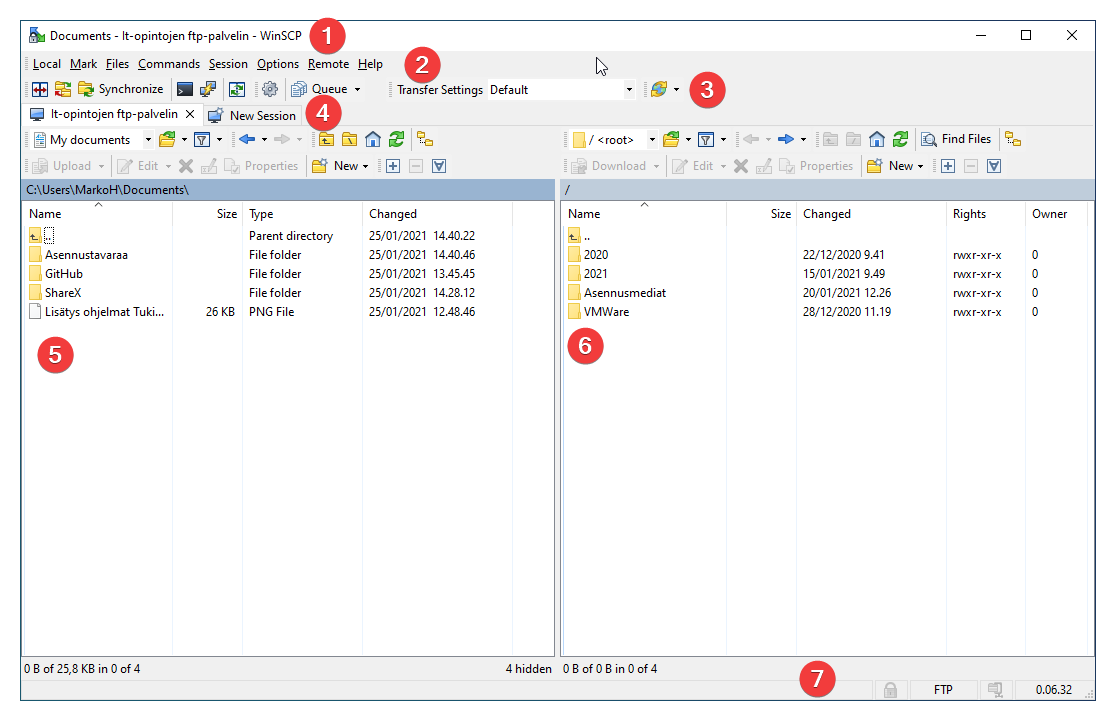 Documents - It-opintojen ftp-palvelin - WinSCP 1
Local Mark Files Commands Session Options Remote Help 2
Synchronize Queue Transfer Settings Default 3
It-opintojen ftp-palvelin X New Session 4
My documents / <root> Find Files
Upload Edit Properties New Download Edit Properties New
C:\Users\MarkoH\Documents\ /
Name Size Type Changed Name Size Changed Rights Owner
.. Parent directory 25/01/2021 14.40.22 ..
Asennustavaraa File folder 25/01/2021 14.40.46 2020 22/12/2020 9.41 rwxr-xr-x 0
GitHub File folder 25/01/2021 13.45.45 2021 15/01/2021 9.49 rwxr-xr-x 0
ShareX File folder 25/01/2021 14.28.12 Asennusmediat 20/01/2021 12.26 rwxr-xr-x 0
Lisätys ohjelmat Tuki... 26 KB PNG File 25/01/2021 12.48.46 VMWare 28/12/2020 11.19 rwxr-xr-x 0
5 6
0 B of 25,8 KB in 0 of 4 4 hidden 0 B of 0 B in 0 of 4
7 FTP 0.06.32